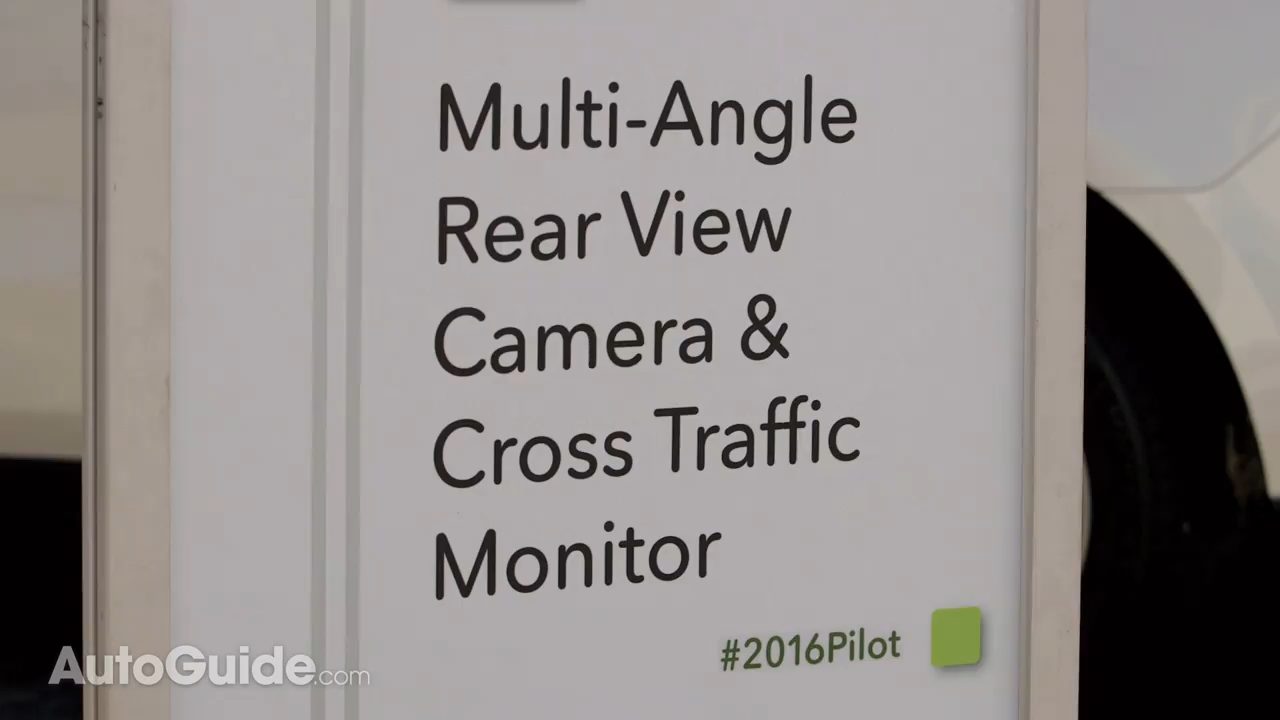 Multi-Angle
Rear View
Camera &
Cross Traffic
Monitor
#2016Pilot
AutoGuide.com